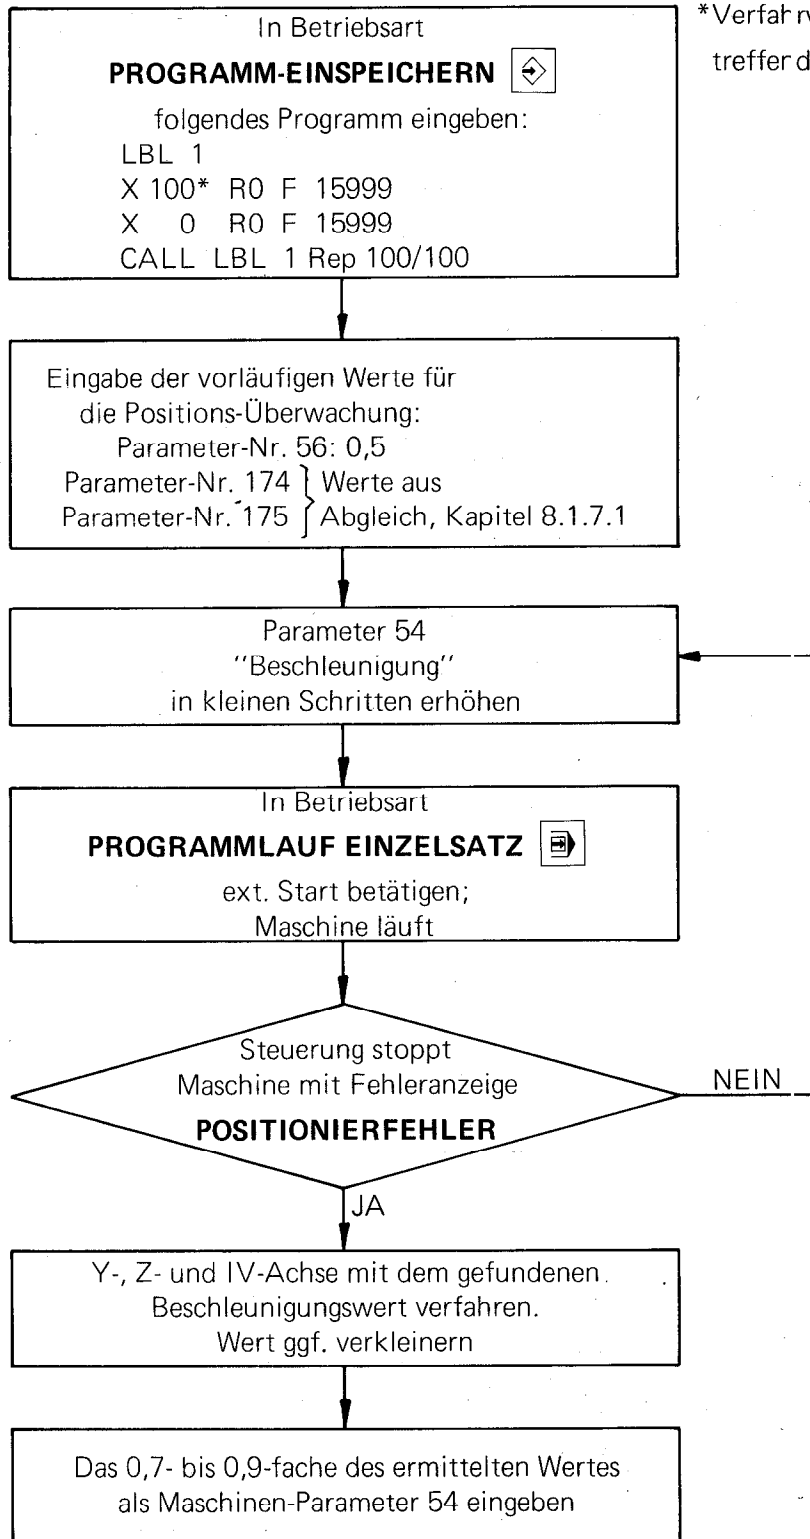 In Betriebsart
PROGRAMM-EINSPEICHERN
folgendes Programm eingeben:
LBL 1
X 100* R0 F 15999
X 0 R0 F 15999
CALL LBL 1 Rep 100/100
*Verfahrw
treffer d
Eingabe der vorläufigen Werte für
die Positions-Überwachung:
Parameter-Nr. 56: 0,5
Parameter-Nr. 174 } Werte aus
Parameter-Nr. 175 } Abgleich, Kapitel 8.1.7.1
Parameter 54
"Beschleunigung"
in kleinen Schritten erhöhen
In Betriebsart
PROGRAMMLAUF EINZELSATZ
ext. Start betätigen;
Maschine läuft
Steuerung stoppt
Maschine mit Fehleranzeige
POSITIONIERFEHLER
NEIN
JA
Y-, Z- und IV-Achse mit dem gefundenen
Beschleunigungswert verfahren.
Wert ggf. verkleinern
Das 0,7- bis 0,9-fache des ermittelten Wertes
als Maschinen-Parameter 54 eingeben